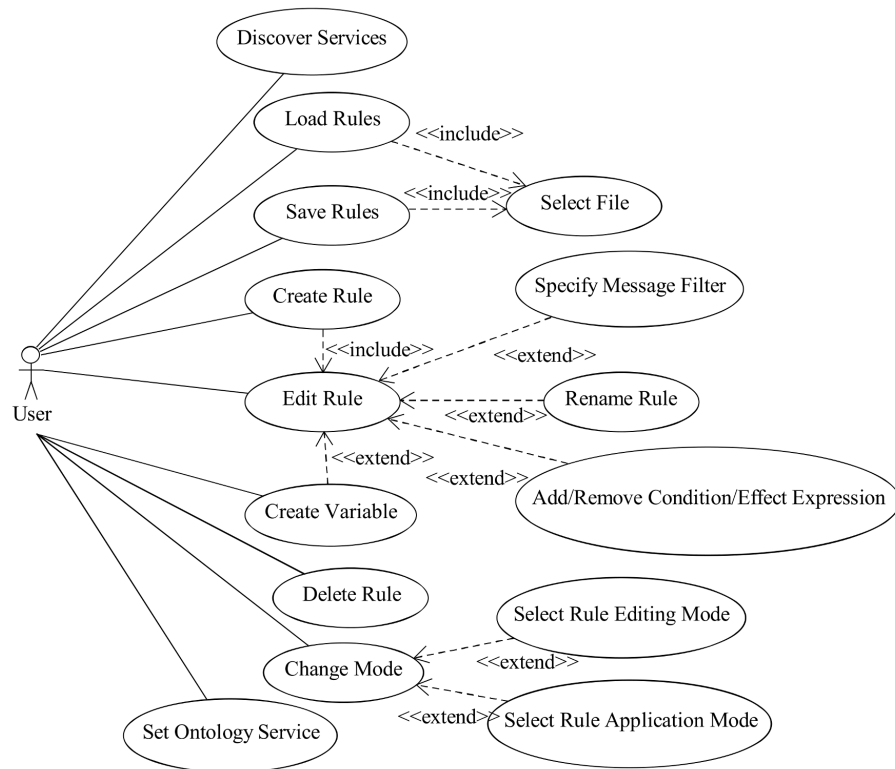 Discover Services
Load Rules
<<include>>
<<include>>
Select File
Save Rules
Create Rule
Specify Message Filter
<<include>>
<<extend>>
User
Edit Rule
Rename Rule
<<extend>>
<<extend>>
<<extend>>
Add/Remove Condition/Effect Expression
Create Variable
Delete Rule
Select Rule Editing Mode
Change Mode
<<extend>>
<<extend>>
Select Rule Application Mode
Set Ontology Service